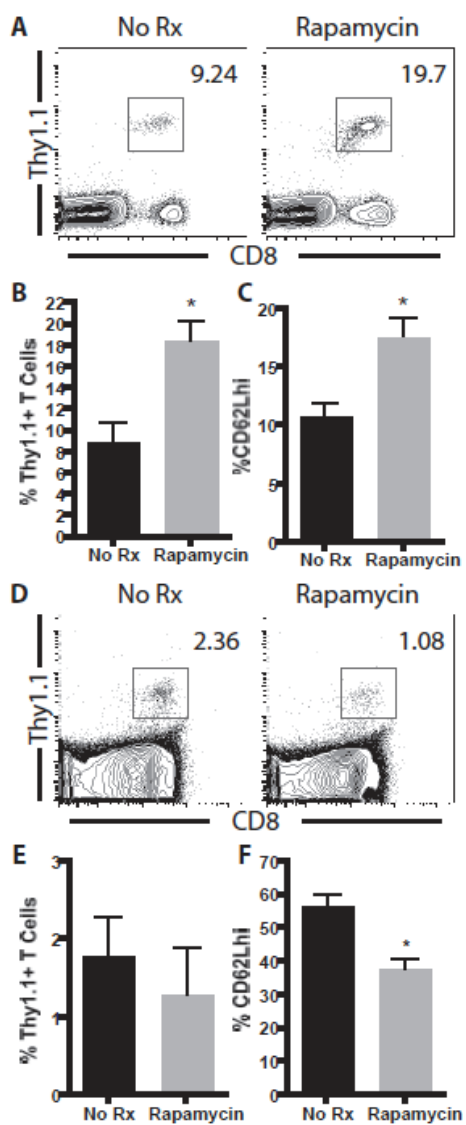 A
No Rx
Rapamycin
9.24
19.7
Thy1.1
CD8
B
C
% Thy1.1+ T Cells
22
20
18
16
14
12
10
8
6
4
2
0
*
No Rx
Rapamycin
%CD62Lhi
20
15
10
5
0
*
No Rx
Rapamycin
D
No Rx
Rapamycin
2.36
1.08
Thy1.1
CD8
E
F
% Thy1.1+ T Cells
3
2
1
0
No Rx
Rapamycin
% CD62Lhi
70
60
50
40
30
20
10
0
*
No Rx
Rapamycin